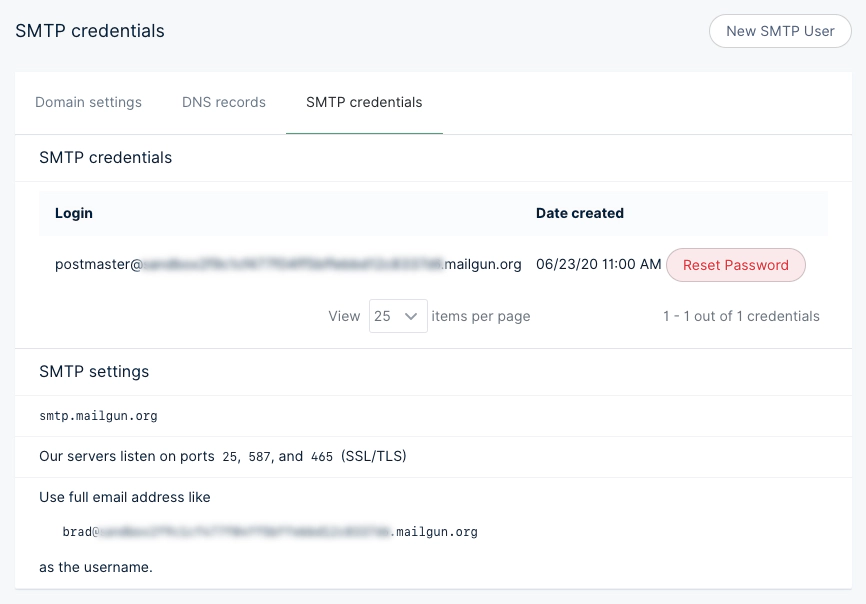 SMTP credentials
New SMTP User
Domain settings DNS records SMTP credentials
SMTP credentials
Login Date created
postmaster@ .mailgun.org 06/23/20 11:00 AM Reset Password
View 25 items per page 1 - 1 out of 1 credentials
SMTP settings
smtp.mailgun.org
Our servers listen on ports 25, 587, and 465 (SSL/TLS)
Use full email address like
brad@ .mailgun.org
as the username.